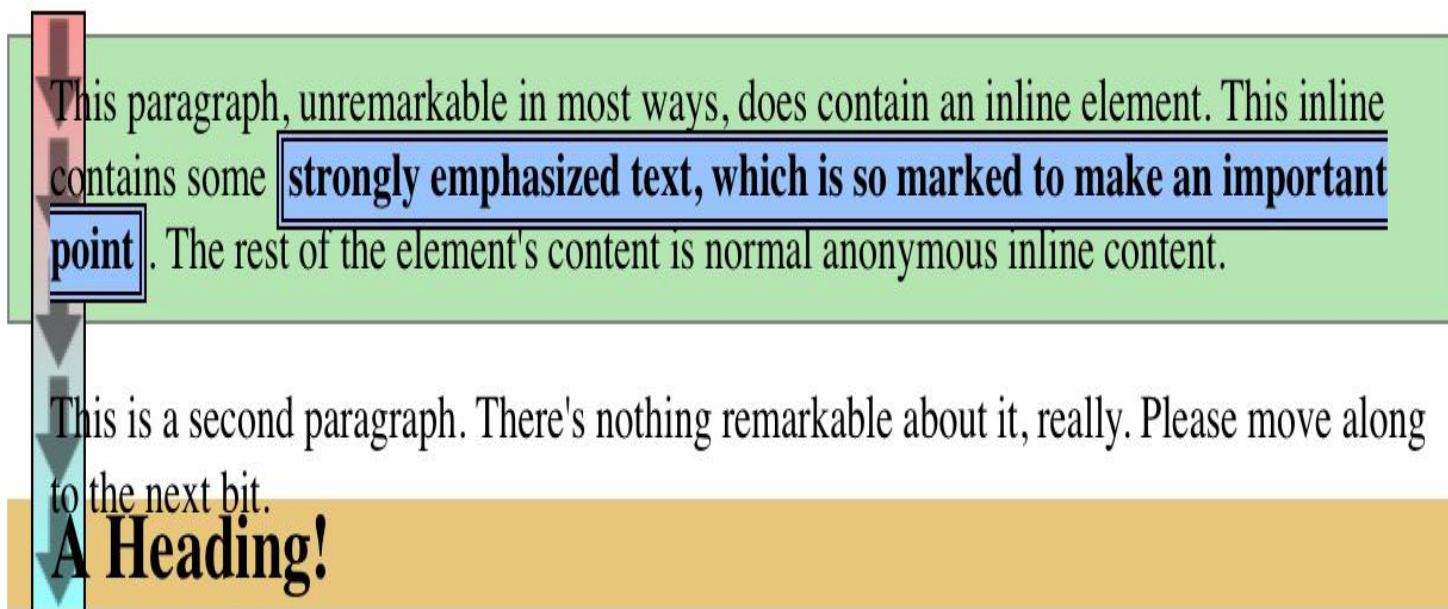 This paragraph, unremarkable in most ways, does contain an inline element. This inline
contains some strongly emphasized text, which is so marked to make an important
point. The rest of the element's content is normal anonymous inline content.
This is a second paragraph. There's nothing remarkable about it, really. Please move along
to the next bit.
A Heading!